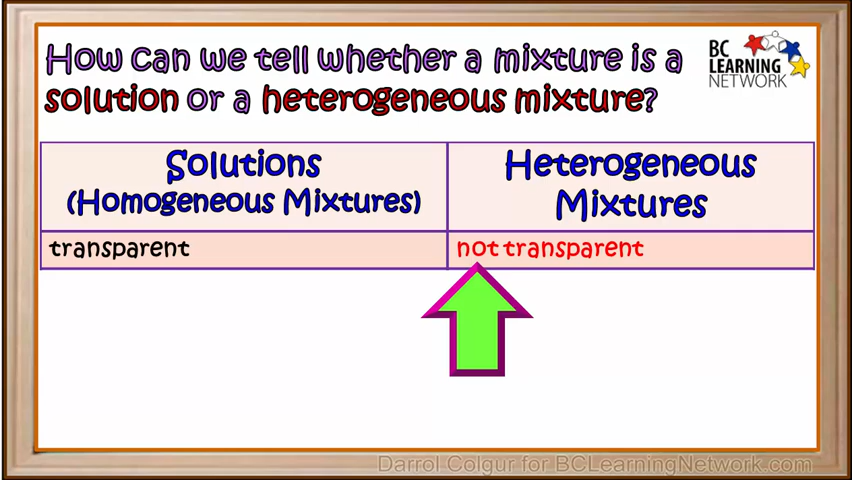 How can we tell whether a mixture is a
solution or a heterogeneous mixture?
BC
LEARNING
NETWORK
Solutions
(Homogeneous Mixtures)
Heterogeneous
Mixtures
transparent
not transparent
Darrol Colgur for BCLearningNetwork.com